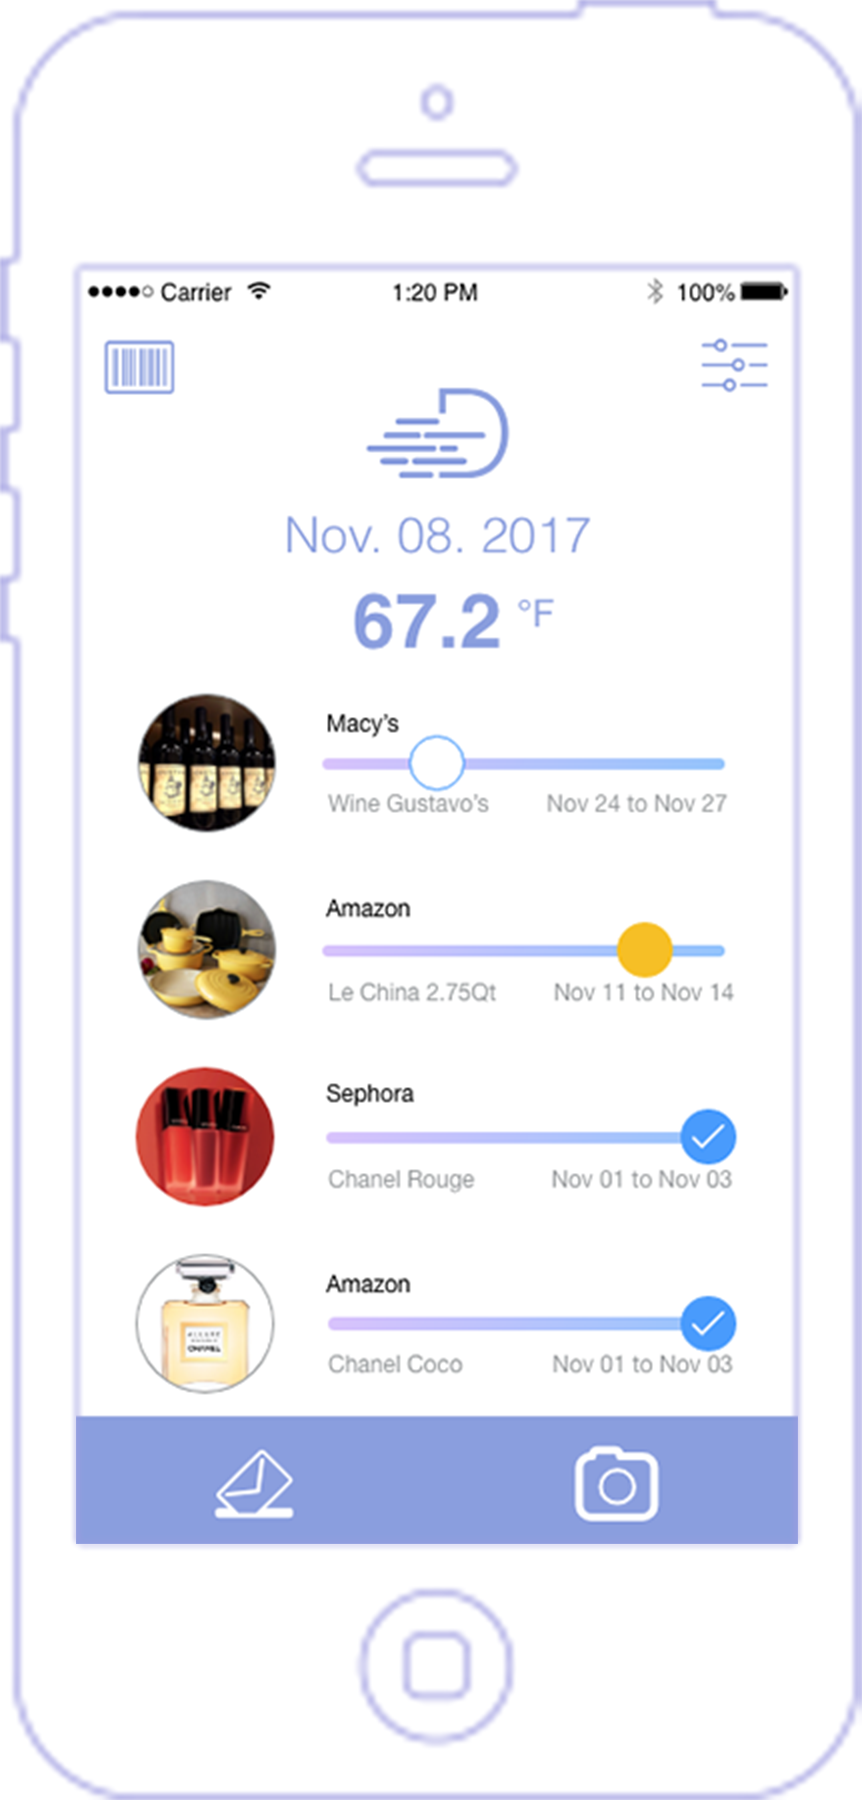 Carrier 1:20 PM 100%
Nov. 08. 2017
67.2 °F
Macy's
Wine Gustavo's Nov 24 to Nov 27
Amazon
Le China 2.75Qt Nov 11 to Nov 14
Sephora
Chanel Rouge Nov 01 to Nov 03
Amazon
ALLURE
CHANEL
Chanel Coco Nov 01 to Nov 03